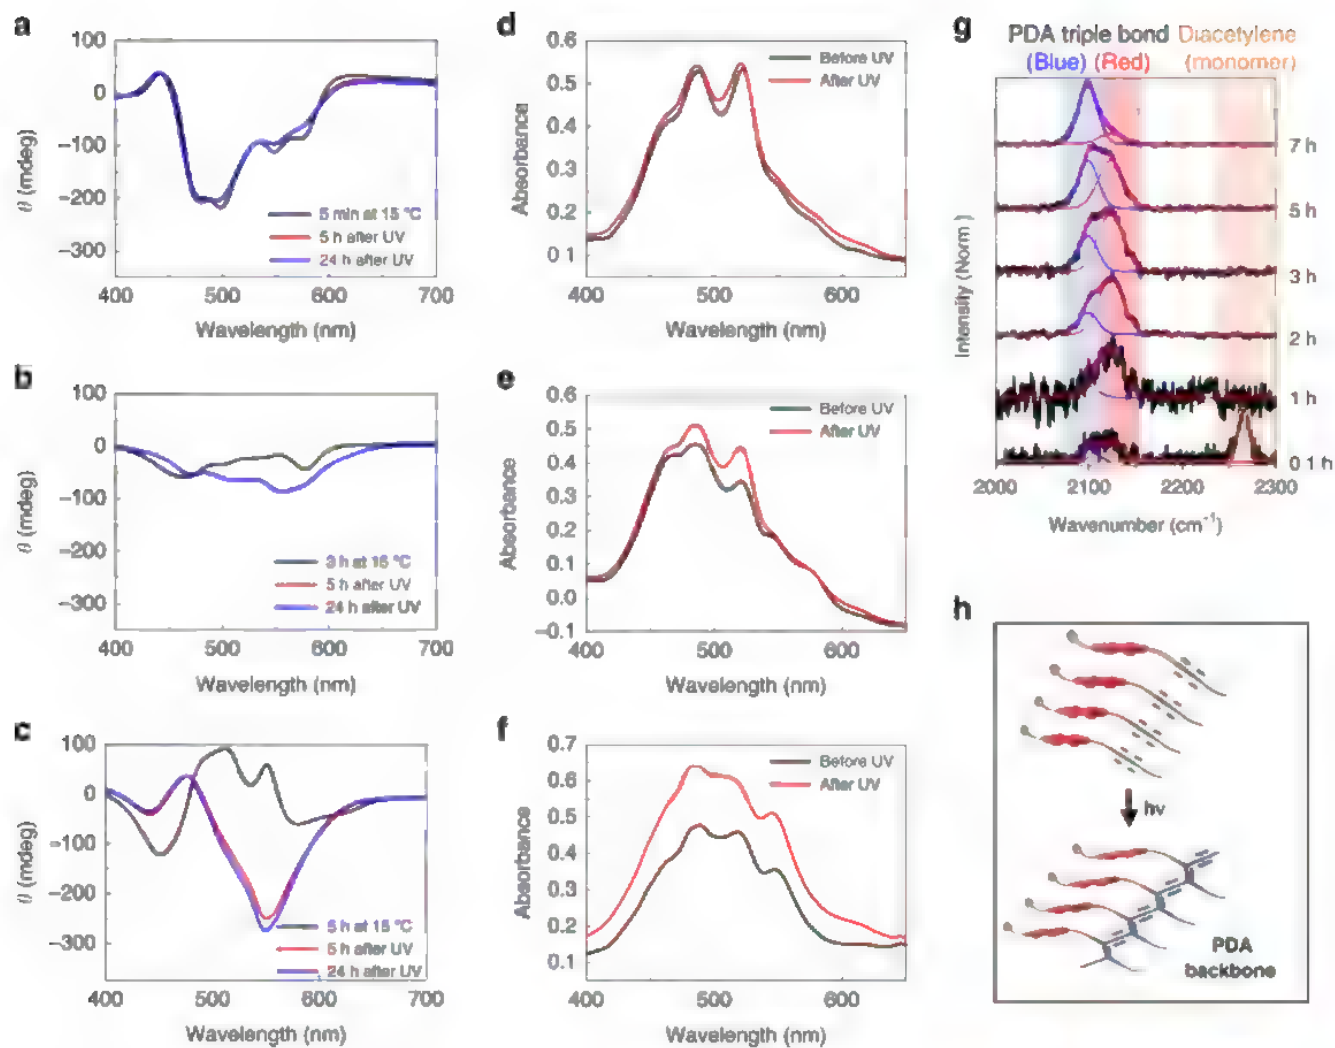 a
100
0
−100
−200
−300
θ (mdeg)
5 min at 15 °C
5 h after UV
24 h after UV
400 500 600 700
Wavelength (nm)
b
100
0
−100
−200
−300
θ (mdeg)
3 h at 15 °C
5 h after UV
24 h after UV
400 500 600 700
Wavelength (nm)
c
100
0
−100
−200
−300
θ (mdeg)
5 h at 15 °C
5 h after UV
24 h after UV
400 500 600 700
Wavelength (nm)
d
0.6
0.5
0.4
0.3
0.2
0.1
Absorbance
Before UV
After UV
400 500 600
Wavelength (nm)
e
0.6
0.5
0.4
0.3
0.2
0.1
0.0
−0.1
Absorbance
Before UV
After UV
400 500 600
Wavelength (nm)
f
0.7
0.6
0.5
0.4
0.3
0.2
0.1
Absorbance
Before UV
After UV
400 500 600
Wavelength (nm)
g
PDA triple bond Diacetylene
(Blue) (Red) (monomer)
Intensity (Norm )
7 h
5 h
3 h
2 h
1 h
0 1 h
2000 2100 2200 2300
Wavenumber (cm⁻¹)
h
hν
PDA
backbone